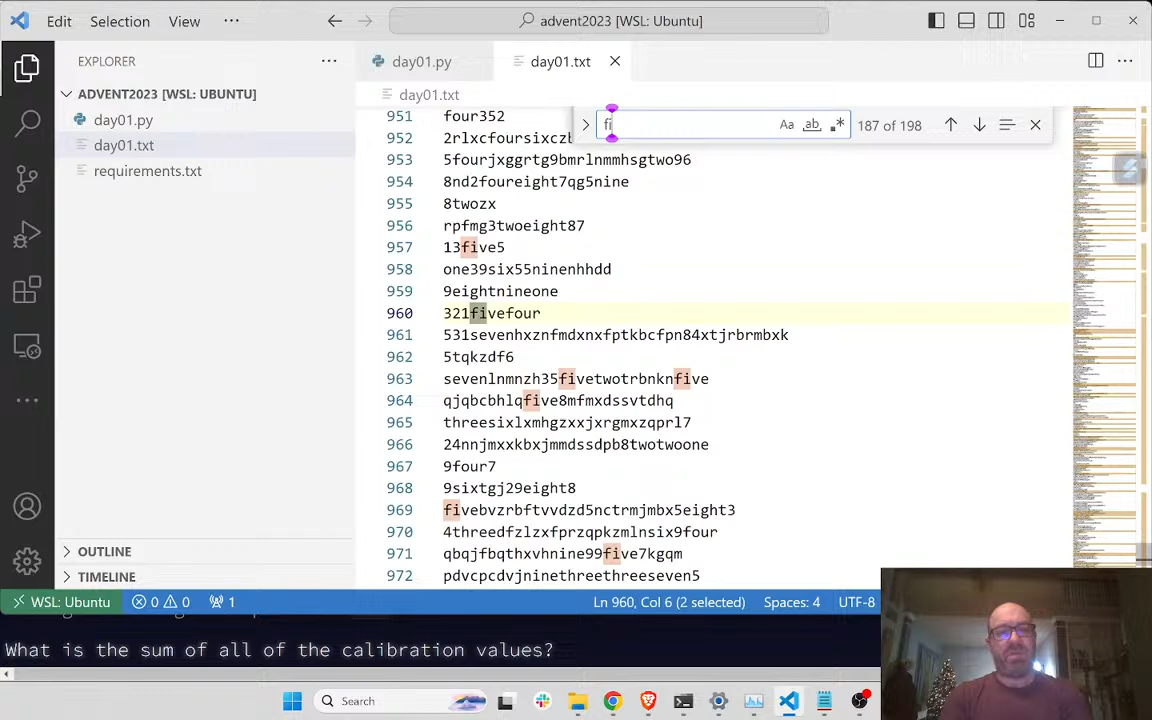 Edit Selection View ... advent2023 [WSL: Ubuntu]
EXPLORER ...
day01.py day01.txt
ADVENT2023 [WSL: UBUNTU]
day01.py
day01.txt
requirements.txt
OUTLINE
TIMELINE
day01.txt
fi Aa ab .* 187 of 198
951 four352
952 2rlxcfoursixczb
953 5fourjxggrtg9bmrlnmmhsgtwo96
954 8nd2foureight7qg5nine
955 8twozx
956 rpfmg3twoeight87
957 13five5
958 one39six55ninenhhdd
959 9eightnineone
960 321fivefour
961 531sevenhxznfmdxnxfptkbcfpn84xtjrbrmbxk
962 5tqkzdf6
963 sevenlnmnzh35fivetwotrbnknfive
964 qjqbcbhlqfive8mfmxdssvtdhq
965 threesixlxmhgzxxjxrgmxzqprl7
966 24nnjmxxkbxjmmdssdpb8twotwoone
967 9four7
968 9sixtgj29eight8
969 fivebvzrbftvvdzd5nctrmjmbx5eight3
970 4threedfzlzxfprzqpkzmlnsix9four
971 qbqjfbqthxvhnine99five7kgqm
972 pdvcpcdvjninethreethreeseven5
WSL: Ubuntu 0 0 1 Ln 960, Col 6 (2 selected) Spaces: 4 UTF-8
What is the sum of all of the calibration values?
Search